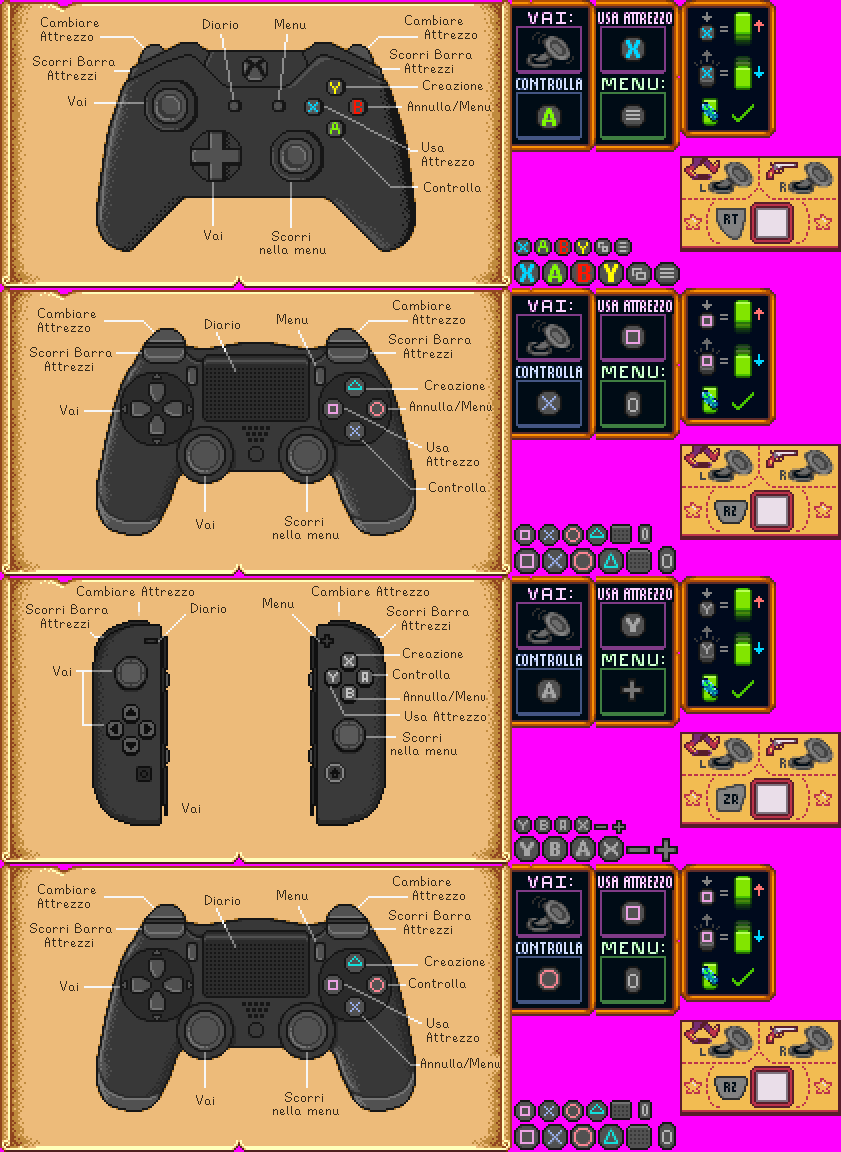 Cambiare
Attrezzo
Diario
Menu
Cambiare
Attrezzo
Scorri Barra
Attrezzi
Scorri Barra
Attrezzi
Vai
Y
Creazione
X
B
Annulla/Menu
A
Usa
Attrezzo
Controlla
Vai
Scorri
nella menu
VAI:
USA ATTREZZO
X
CONTROLLA
MENU:
A
X
=
X
=
L
R
RT
X A B Y
X A B Y
Cambiare
Attrezzo
Diario
Menu
Cambiare
Attrezzo
Scorri Barra
Attrezzi
Scorri Barra
Attrezzi
Creazione
Vai
Annulla/Menu
Usa
Attrezzo
Controlla
Vai
Scorri
nella menu
VAI:
USA ATTREZZO
CONTROLLA
MENU:
=
=
L
R
R2
Cambiare Attrezzo
Cambiare Attrezzo
Scorri Barra
Attrezzi
Diario
Menu
Scorri Barra
Attrezzi
Creazione
X
Vai
Y
A
Controlla
B
Annulla/Menu
Usa Attrezzo
Scorri
nella menu
Vai
VAI:
USA ATTREZZO
Y
CONTROLLA
MENU:
A
+
Y
=
Y
=
L
R
ZR
Y B A X − +
Y B A X − +
Cambiare
Attrezzo
Diario
Menu
Cambiare
Attrezzo
Scorri Barra
Attrezzi
Scorri Barra
Attrezzi
Creazione
Vai
Controlla
Usa
Attrezzo
Annulla/Menu
Vai
Scorri
nella menu
VAI:
USA ATTREZZO
CONTROLLA
MENU:
=
=
L
R
R2